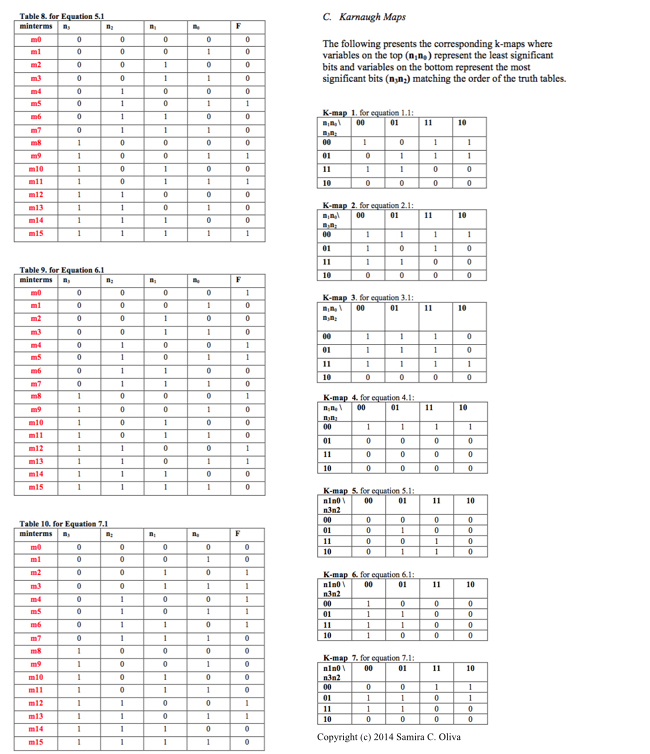 Table 8. for Equation 5.1
minterms n₃ n₂ n₁ n₀ F
m0 0 0 0 0 0
m1 0 0 0 1 0
m2 0 0 1 0 0
m3 0 0 1 1 0
m4 0 1 0 0 0
m5 0 1 0 1 1
m6 0 1 1 0 0
m7 0 1 1 1 0
m8 1 0 0 0 0
m9 1 0 0 1 1
m10 1 0 1 0 0
m11 1 0 1 1 1
m12 1 1 0 0 0
m13 1 1 0 1 0
m14 1 1 1 0 0
m15 1 1 1 1 1
Table 9. for Equation 6.1
minterms n₃ n₂ n₁ n₀ F
m0 0 0 0 0 1
m1 0 0 0 1 0
m2 0 0 1 0 0
m3 0 0 1 1 0
m4 0 1 0 0 1
m5 0 1 0 1 1
m6 0 1 1 0 0
m7 0 1 1 1 0
m8 1 0 0 0 1
m9 1 0 0 1 0
m10 1 0 1 0 0
m11 1 0 1 1 0
m12 1 1 0 0 1
m13 1 1 0 1 1
m14 1 1 1 0 0
m15 1 1 1 1 0
Table 10. for Equation 7.1
minterms n₃ n₂ n₁ n₀ F
m0 0 0 0 0 0
m1 0 0 0 1 0
m2 0 0 1 0 1
m3 0 0 1 1 1
m4 0 1 0 0 1
m5 0 1 0 1 1
m6 0 1 1 0 1
m7 0 1 1 1 0
m8 1 0 0 0 0
m9 1 0 0 1 0
m10 1 0 1 0 0
m11 1 0 1 1 0
m12 1 1 0 0 1
m13 1 1 0 1 1
m14 1 1 1 0 0
m15 1 1 1 1 0
C. Karnaugh Maps
The following presents the corresponding k-maps where
variables on the top (n₁n₀) represent the least significant
bits and variables on the bottom represent the most
significant bits (n₃n₂) matching the order of the truth tables.
K-map 1. for equation 1.1:
n₁n₀\ 00 01 11 10
n₃n₂
00 1 0 1 1
01 0 1 1 1
11 1 1 0 0
10 0 0 0 0
K-map 2. for equation 2.1:
n₁n₀\ 00 01 11 10
n₃n₂
00 1 1 1 1
01 1 0 1 0
11 1 1 0 0
10 0 0 0 0
K-map 3. for equation 3.1:
n₁n₀ \ 00 01 11 10
n₃n₂
00 1 1 1 0
01 1 1 1 0
11 1 1 1 1
10 0 0 0 0
K-map 4. for equation 4.1:
n₁n₀ \ 00 01 11 10
n₃n₂
00 1 1 1 1
01 0 0 0 0
11 0 0 0 0
10 0 0 0 0
K-map 5. for equation 5.1:
n1n0 \ 00 01 11 10
n3n2
00 0 0 0 0
01 0 1 0 0
11 0 0 1 0
10 0 1 1 0
K-map 6. for equation 6.1:
n1n0 \ 00 01 11 10
n3n2
00 1 0 0 0
01 1 1 0 0
11 1 1 0 0
10 1 0 0 0
K-map 7. for equation 7.1:
n1n0 \ 00 01 11 10
n3n2
00 0 0 1 1
01 1 1 0 1
11 1 1 0 0
10 0 0 0 0
Copyright (c) 2014 Samira C. Oliva